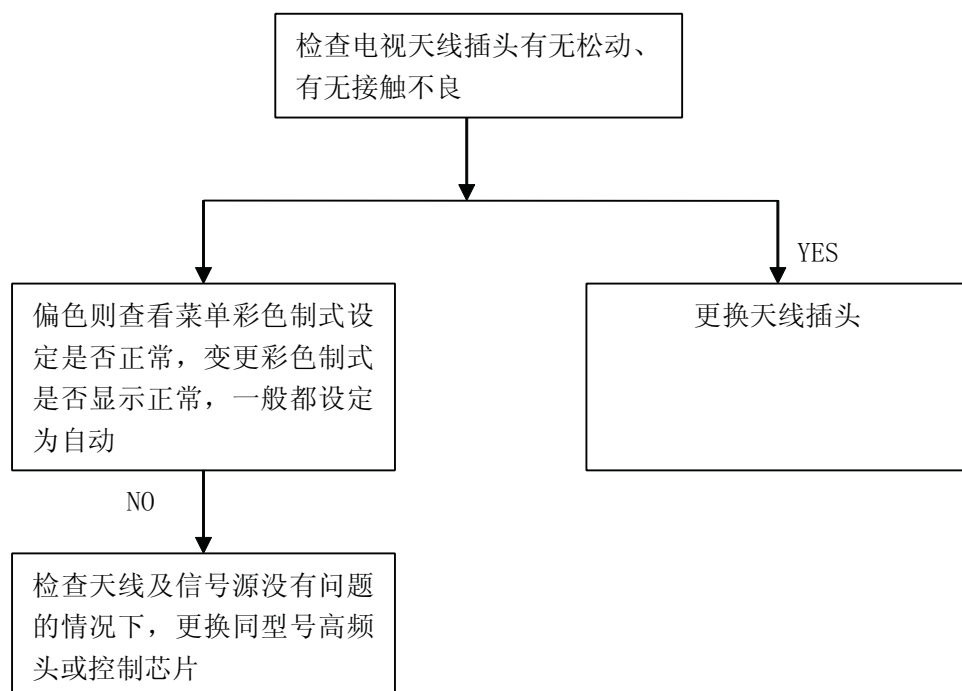 检查电视天线插头有无松动、
有无接触不良
YES
偏色则查看菜单彩色制式设
定是否正常，变更彩色制式
是否显示正常，一般都设定
为自动
更换天线插头
NO
检查天线及信号源没有问题
的情况下，更换同型号高频
头或控制芯片